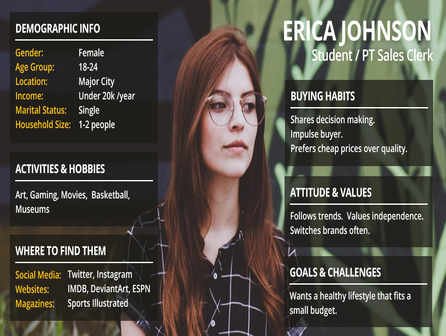 ERICA JOHNSON
Student / PT Sales Clerk
DEMOGRAPHIC INFO
Gender: Female
Age Group: 18-24
Location: Major City
Income: Under 20k /year
Marital Status: Single
Household Size: 1-2 people
ACTIVITIES & HOBBIES
Art, Gaming, Movies, Basketball,
Museums
WHERE TO FIND THEM
Social Media: Twitter, Instagram
Websites: IMDB, DeviantArt, ESPN
Magazines: Sports Illustrated
BUYING HABITS
Shares decision making.
Impulse buyer.
Prefers cheap prices over quality.
ATTITUDE & VALUES
Follows trends. Values independence.
Switches brands often.
GOALS & CHALLENGES
Wants a healthy lifestyle that fits a
small budget.